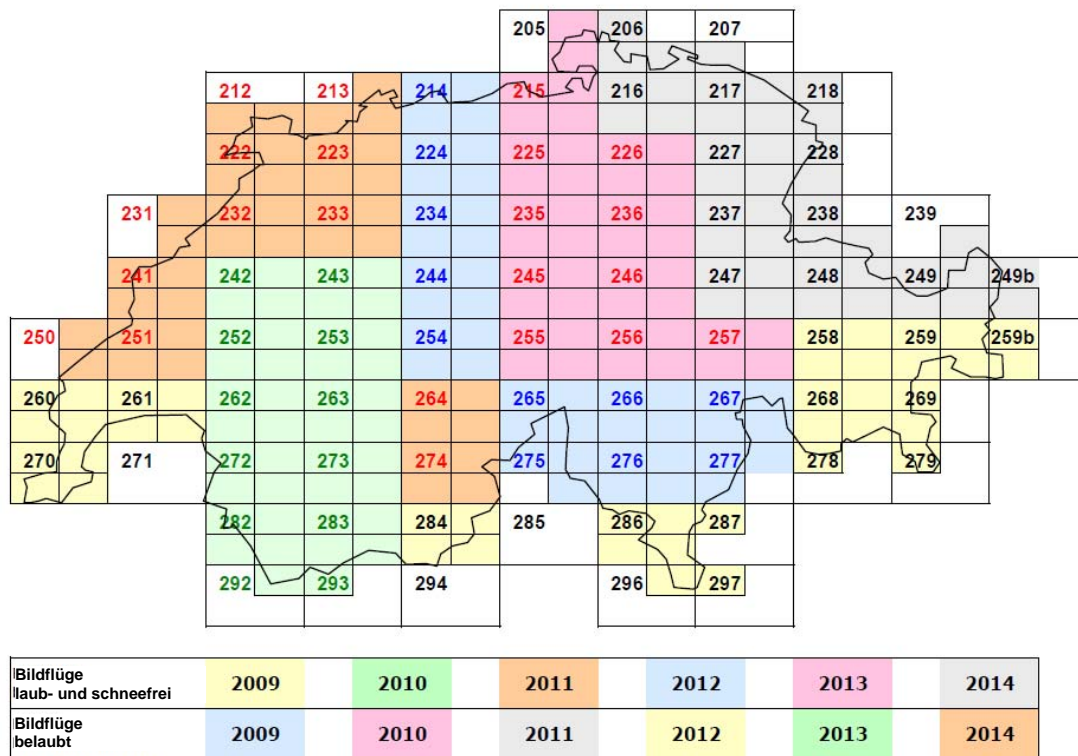 205 206 207
212 213 214 215 216 217 218
222 223 224 225 226 227 228
231 232 233 234 235 236 237 238 239
241 242 243 244 245 246 247 248 249 249b
250 251 252 253 254 255 256 257 258 259 259b
260 261 262 263 264 265 266 267 268 269
270 271 272 273 274 275 276 277 278 279
282 283 284 285 286 287
292 293 294 296 297
Bildflüge
laub- und schneefrei 2009 2010 2011 2012 2013 2014
Bildflüge
belaubt 2009 2010 2011 2012 2013 2014